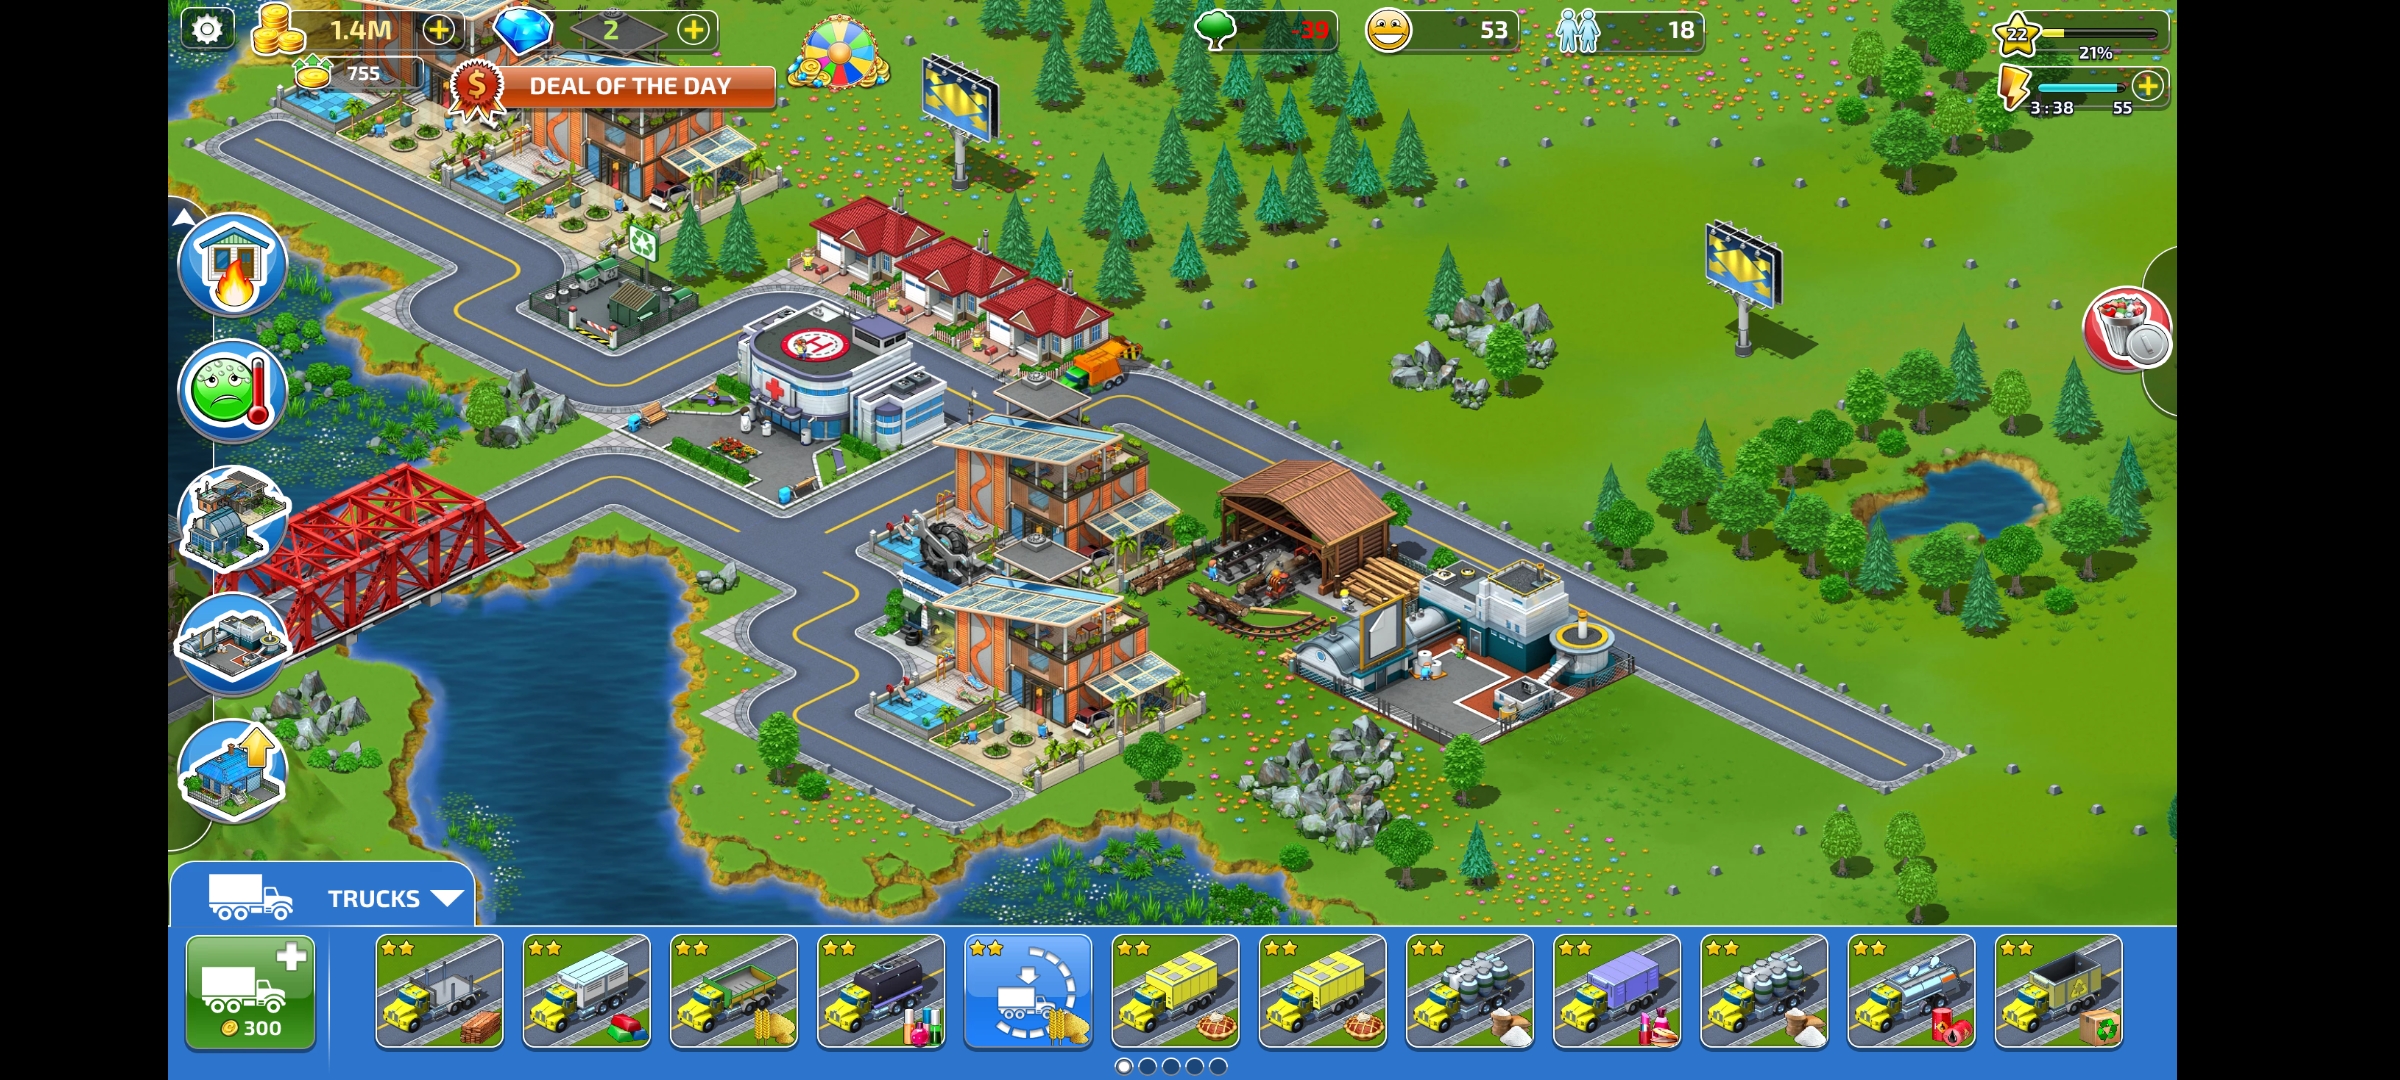 1.4M
2
-39
53
18
22
21%
755
DEAL OF THE DAY
3:38
55
H
TRUCKS
300